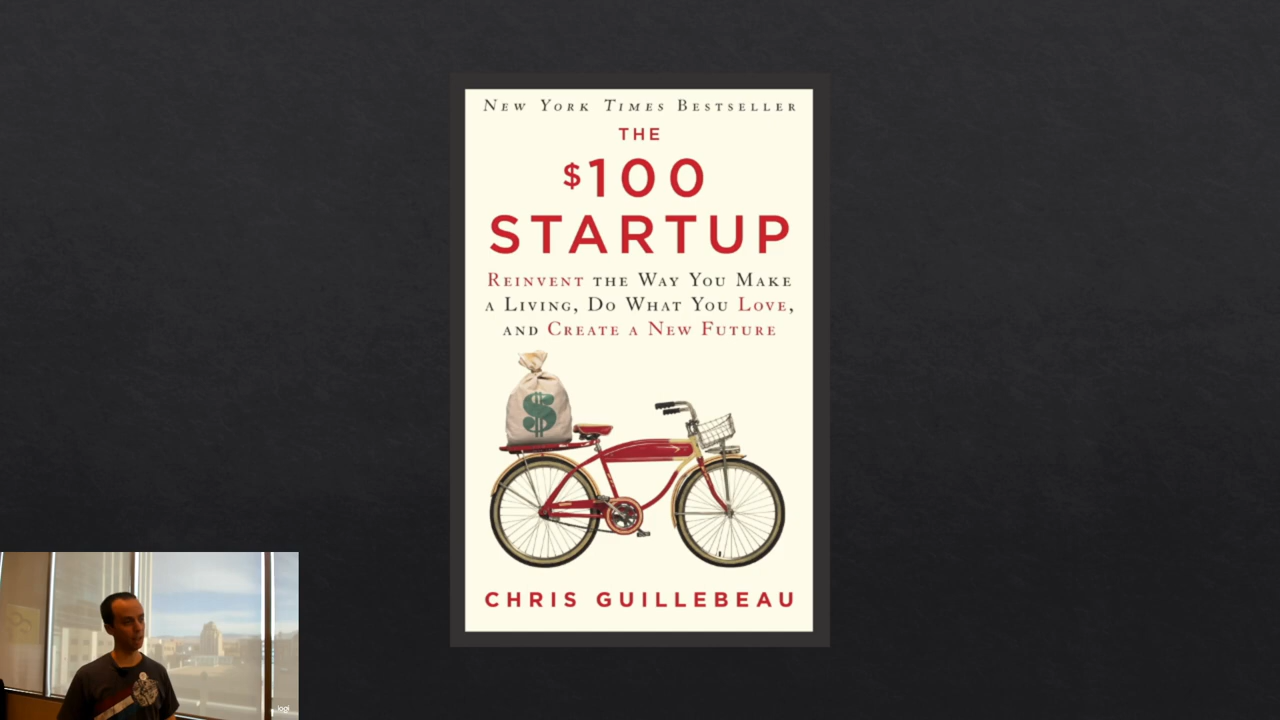 New York Times Bestseller
THE
$100
STARTUP
Reinvent the Way You Make
a Living, Do What You Love,
and Create a New Future
$
CHRIS GUILLEBEAU
logi